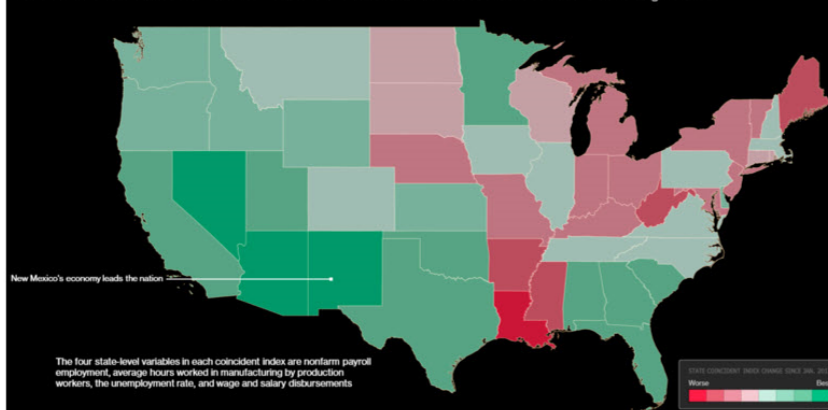 New Mexico's economy leads the nation
The four state-level variables in each coincident index are nonfarm payroll
employment, average hours worked in manufacturing by production
workers, the unemployment rate, and wage and salary disbursements
STATE COINCIDENT INDEX CHANGE SINCE JAN.
Worse